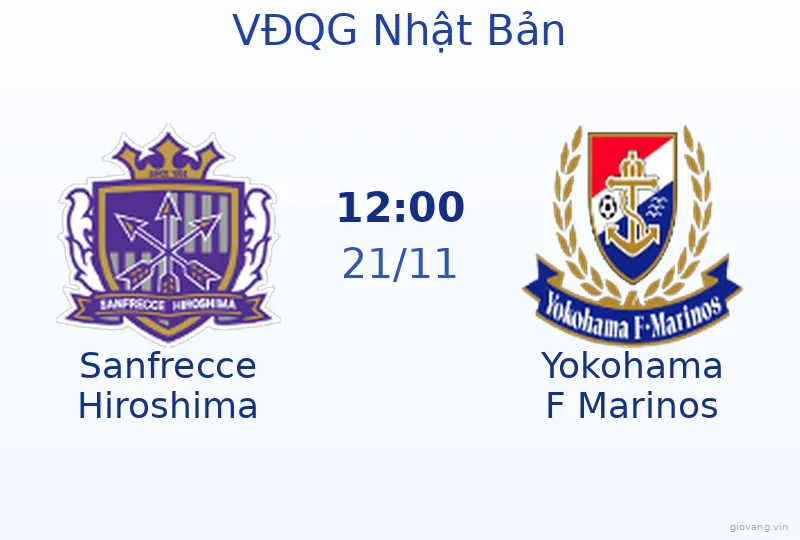 VĐQG Nhật Bản
12:00
21/11
SANFRECCE HIROSHIMA
Yokohama F·Marinos
Sanfrecce
Hiroshima
Yokohama
F Marinos
giovang.vin